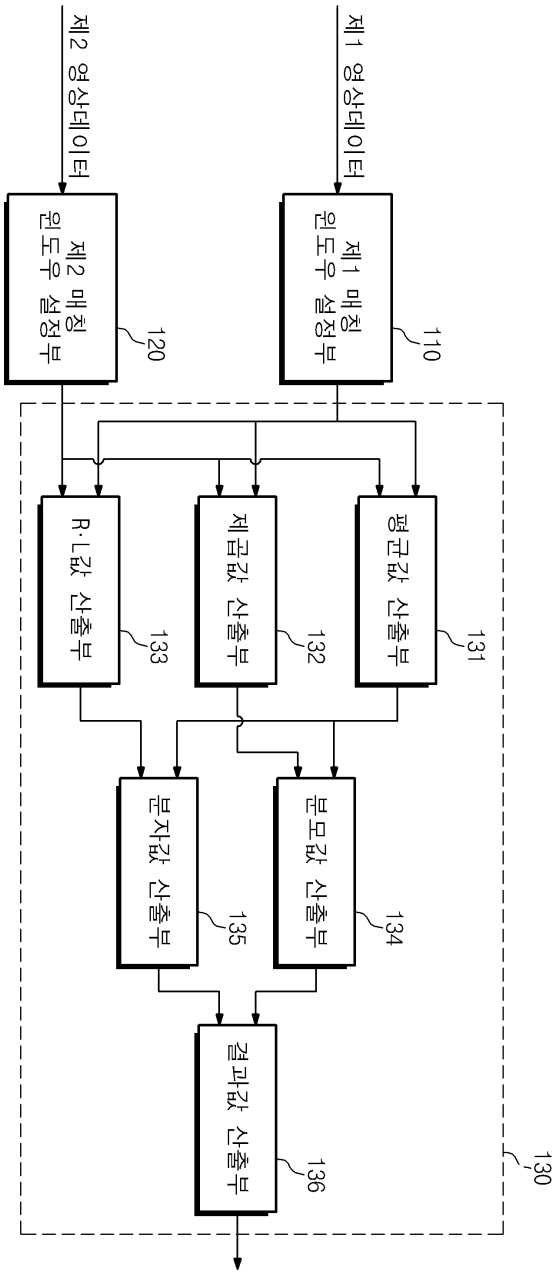 제1 영상데이터
제1 매칭
윈도우 설정부
110
제2 영상데이터
제2 매칭
윈도우 설정부
120
130
평균값 산출부
131
제곱값 산출부
132
R·L값 산출부
133
분모값 산출부
134
분자값 산출부
135
결과값 산출부
136